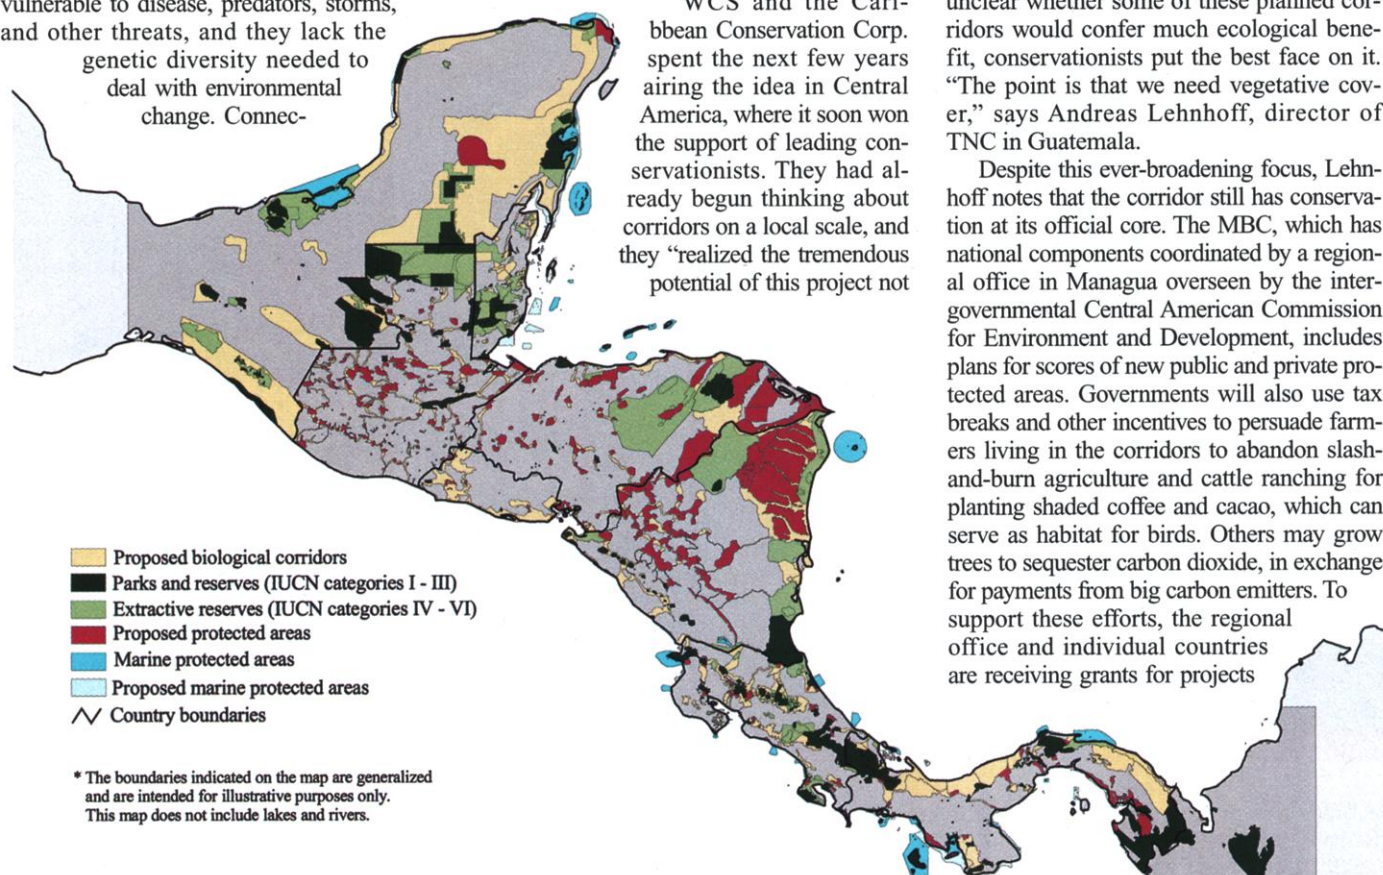 vulnerable to disease, predators, storms,
and other threats, and they lack the
genetic diversity needed to
deal with environmental
change. Connec-
WCS and the Cari-
bbean Conservation Corp.
spent the next few years
airing the idea in Central
America, where it soon won
the support of leading con-
servationists. They had al-
ready begun thinking about
corridors on a local scale, and
they “realized the tremendous
potential of this project not
unclear whether some of these planned cor-
ridors would confer much ecological bene-
fit, conservationists put the best face on it.
“The point is that we need vegetative cov-
er,” says Andreas Lehnhoff, director of
TNC in Guatemala.
Despite this ever-broadening focus, Lehn-
hoff notes that the corridor still has conserva-
tion at its official core. The MBC, which has
national components coordinated by a region-
al office in Managua overseen by the inter-
governmental Central American Commission
for Environment and Development, includes
plans for scores of new public and private pro-
tected areas. Governments will also use tax
breaks and other incentives to persuade farm-
ers living in the corridors to abandon slash-
and-burn agriculture and cattle ranching for
planting shaded coffee and cacao, which can
serve as habitat for birds. Others may grow
trees to sequester carbon dioxide, in exchange
for payments from big carbon emitters. To
support these efforts, the regional
office and individual countries
are receiving grants for projects
Proposed biological corridors
Parks and reserves (IUCN categories I - III)
Extractive reserves (IUCN categories IV - VI)
Proposed protected areas
Marine protected areas
Proposed marine protected areas
Country boundaries
* The boundaries indicated on the map are generalized
and are intended for illustrative purposes only.
This map does not include lakes and rivers.